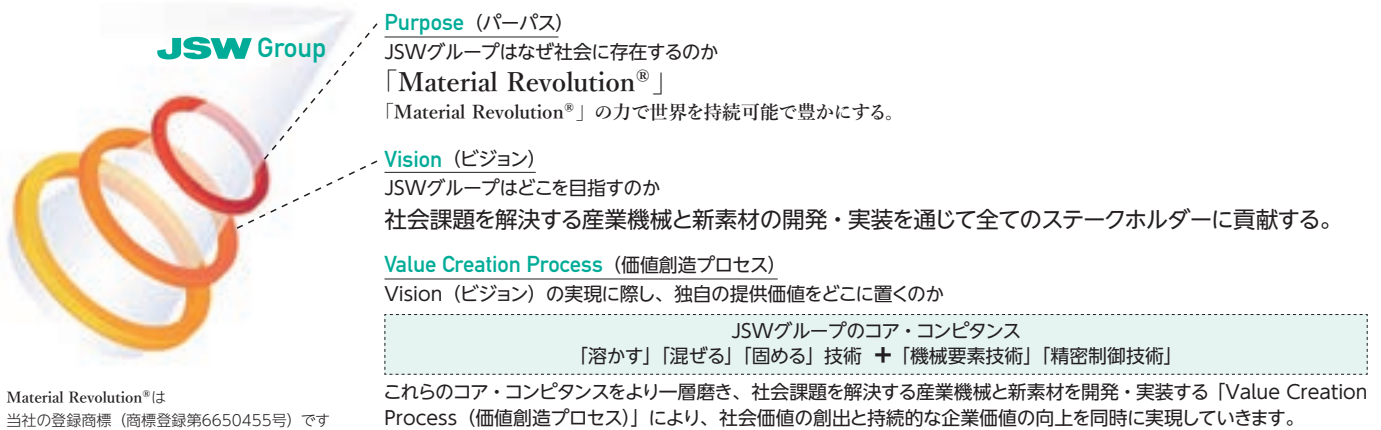 JSW Group
Purpose（パーパス）
JSWグループはなぜ社会に存在するのか
「Material Revolution®」
「Material Revolution®」の力で世界を持続可能で豊かにする。
Vision（ビジョン）
JSWグループはどこを目指すのか
社会課題を解決する産業機械と新素材の開発・実装を通じて全てのステークホルダーに貢献する。
Value Creation Process（価値創造プロセス）
Vision（ビジョン）の実現に際し、独自の提供価値をどこに置くのか
JSWグループのコア・コンピタンス
「溶かす」「混ぜる」「固める」技術 ＋「機械要素技術」「精密制御技術」
これらのコア・コンピタンスをより一層磨き、社会課題を解決する産業機械と新素材を開発・実装する「Value Creation
Process（価値創造プロセス）」により、社会価値の創出と持続的な企業価値の向上を同時に実現していきます。
Material Revolution®は
当社の登録商標（商標登録第6650455号）です